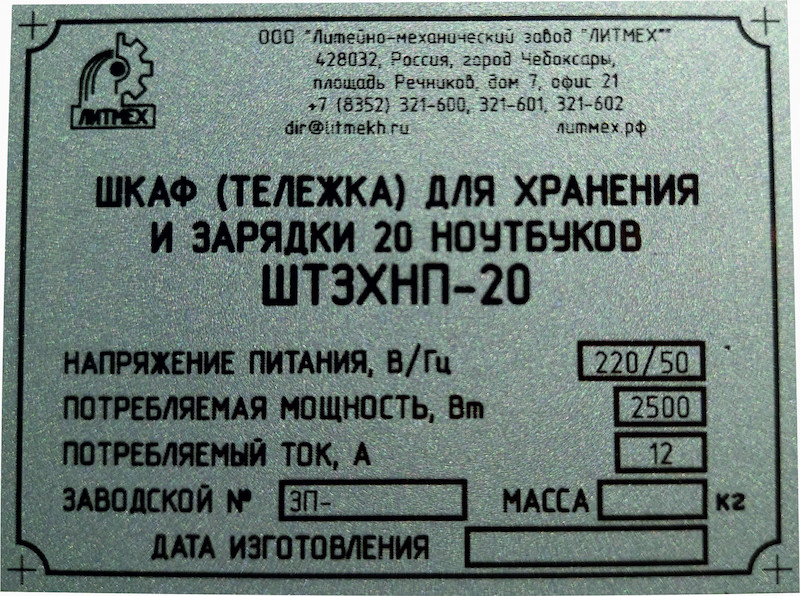 ООО "Литейно-механический завод "ЛИТМЕХ""
428032, Россия, город Чебоксары,
площадь Речников, дом 7, офис 21
+7 (8352) 321-600, 321-601, 321-602
dir@litmekh.ru литмех.рф
ЛИТМЕХ
ШКАФ (ТЕЛЕЖКА) ДЛЯ ХРАНЕНИЯ
И ЗАРЯДКИ 20 НОУТБУКОВ
ШТЗХНП-20
НАПРЯЖЕНИЕ ПИТАНИЯ, В/Гц 220/50
ПОТРЕБЛЯЕМАЯ МОЩНОСТЬ, Вт 2500
ПОТРЕБЛЯЕМЫЙ ТОК, А 12
ЗАВОДСКОЙ № ЗП- МАССА кг
ДАТА ИЗГОТОВЛЕНИЯ